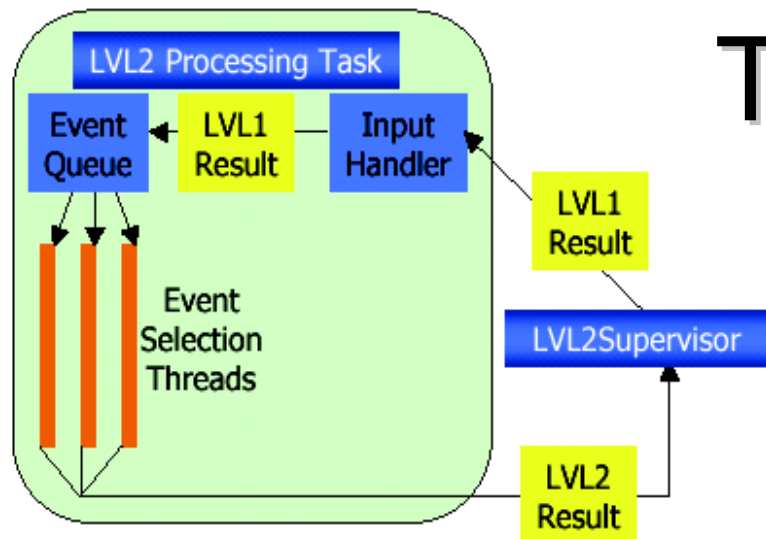 T
LVL2 Processing Task
Event
Queue
LVL1
Result
Input
Handler
LVL1
Result
Event
Selection
Threads
LVL2Supervisor
LVL2
Result